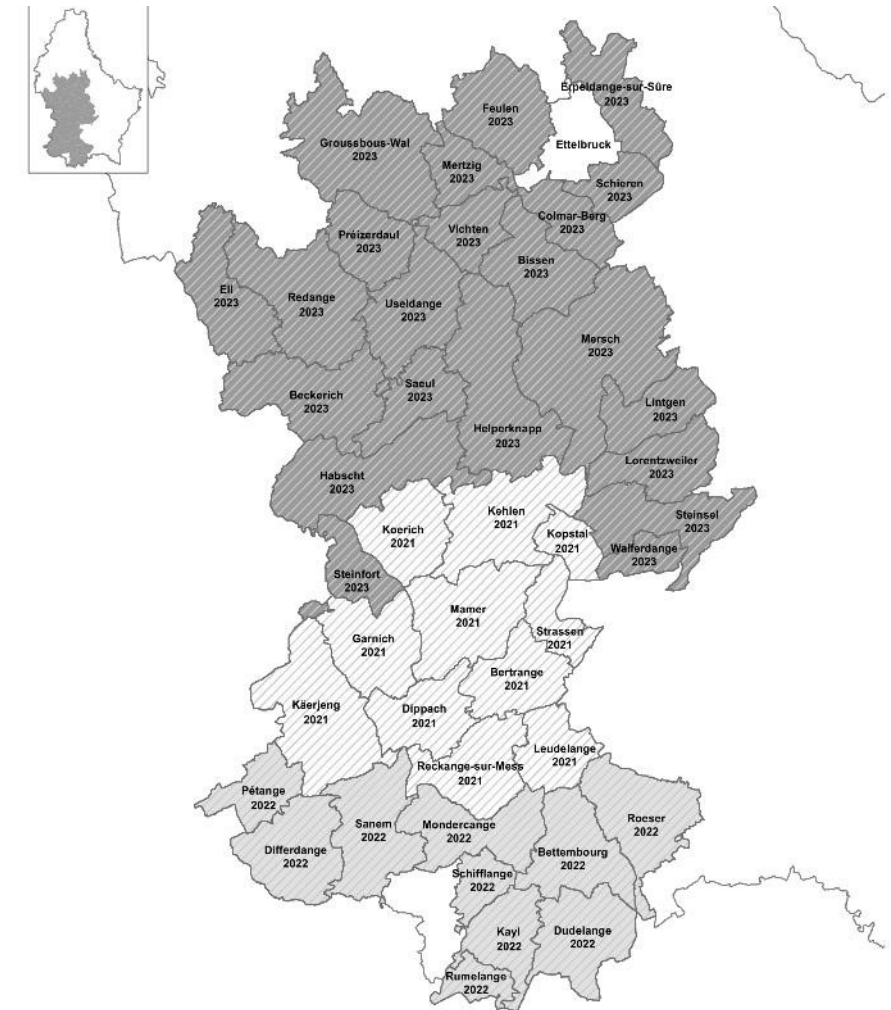 Erpeldange-sur-Sûre
2023
Feulen
2023
Ettelbruck
Groussbous-Wal
2023
Mertzig
2023
Schieren
2023
Colmar-Berg
2023
Préizerdaul
2023
Vichten
2023
Bissen
2023
Ell
2023
Redange
2023
Useldange
2023
Mersch
2023
Saeul
2023
Beckerich
2023
Lintgen
2023
Helperknapp
2023
Lorentzweiler
2023
Habscht
2023
Kehlen
2021
Steinsel
2023
Koerich
2021
Kopstal
2021
Walferdange
2023
Steinfort
2023
Mamer
2021
Strassen
2021
Garnich
2021
Bertrange
2021
Käerjeng
2021
Dippach
2021
Leudelange
2021
Reckange-sur-Mess
2021
Pétange
2022
Roeser
2022
Sanem
2022
Mondercange
2022
Differdange
2022
Bettembourg
2022
Schifflange
2022
Kayl
2022
Dudelange
2022
Rumelange
2022